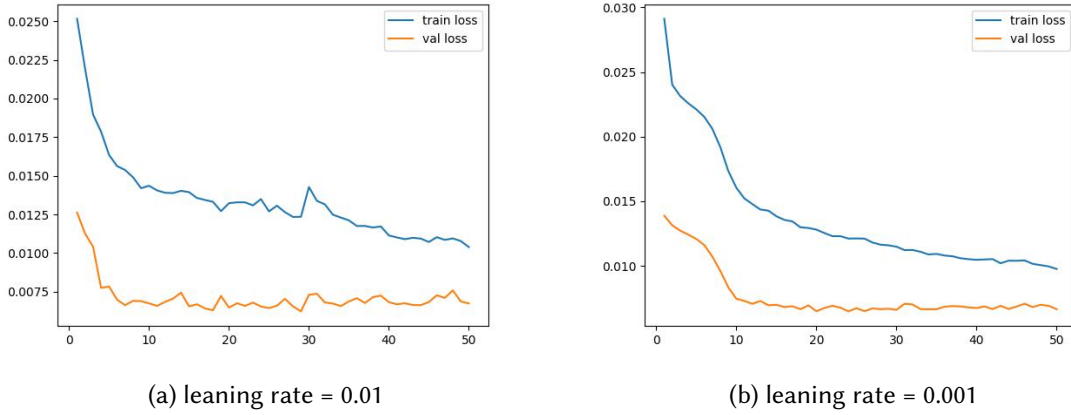 0.0250
0.0225
0.0200
0.0175
0.0150
0.0125
0.0100
0.0075
0 10 20 30 40 50
train loss
val loss
(a) leaning rate = 0.01
0.030
0.025
0.020
0.015
0.010
0 10 20 30 40 50
train loss
val loss
(b) leaning rate = 0.001